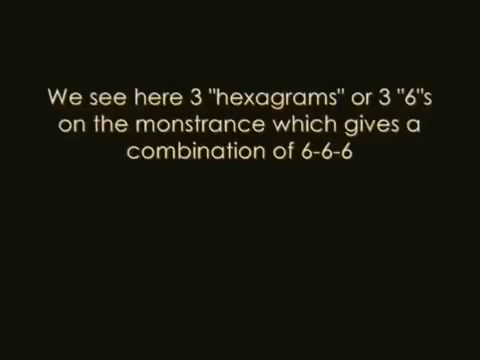 We see here 3 "hexagrams" or 3 "6"s
on the monstrance which gives a
combination of 6-6-6